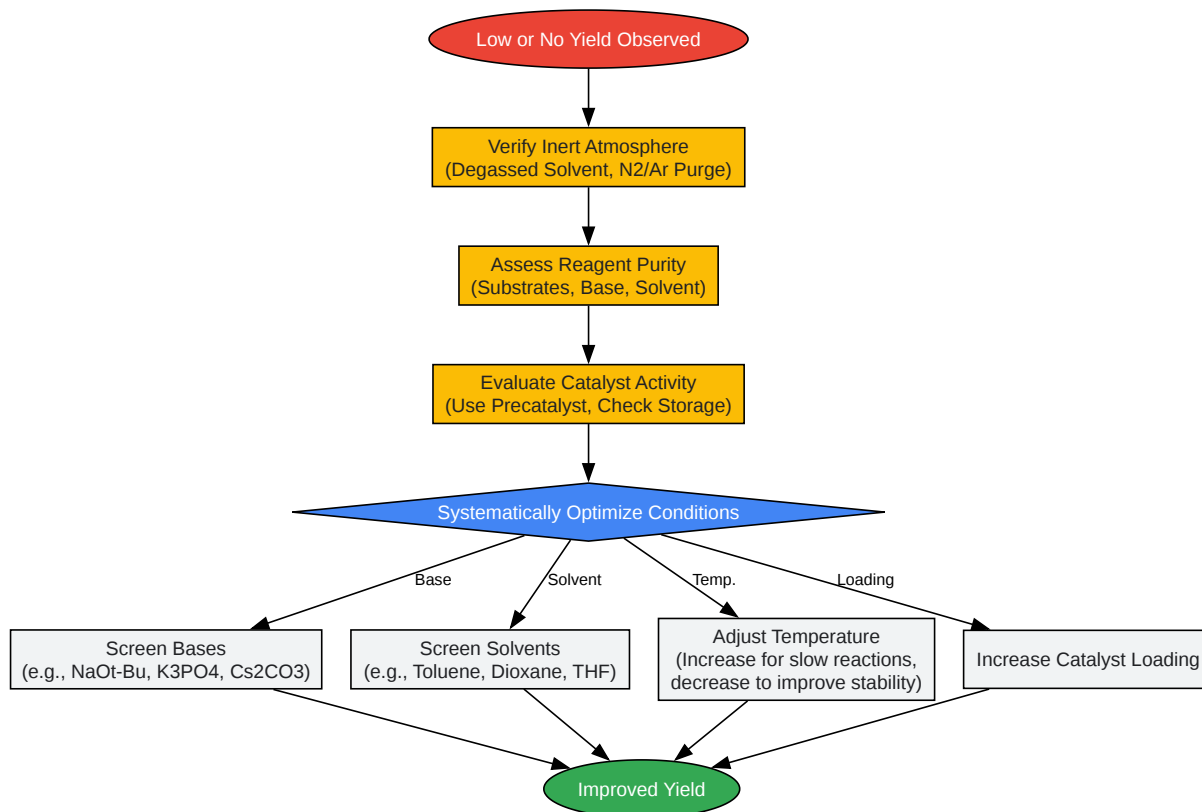 Low or No Yield Observed
Verify Inert Atmosphere
(Degassed Solvent, N2/Ar Purge)
Assess Reagent Purity
(Substrates, Base, Solvent)
Evaluate Catalyst Activity
(Use Precatalyst, Check Storage)
Systematically Optimize Conditions
Base
Solvent
Temp.
Loading
Screen Bases
(e.g., NaOt-Bu, K3PO4, Cs2CO3)
Screen Solvents
(e.g., Toluene, Dioxane, THF)
Adjust Temperature
(Increase for slow reactions,
decrease to improve stability)
Increase Catalyst Loading
Improved Yield